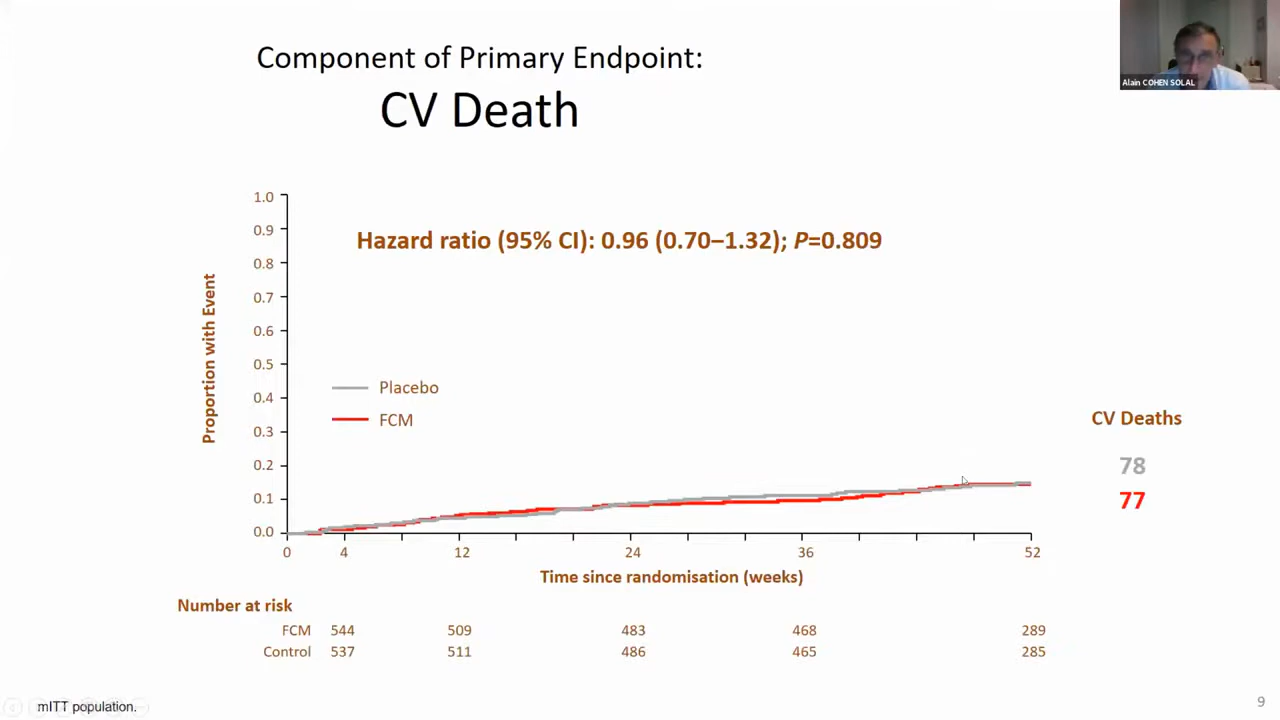 Component of Primary Endpoint:
CV Death
Alain COHEN SOLAL
Hazard ratio (95% CI): 0.96 (0.70–1.32); P=0.809
Proportion with Event
1.0
0.9
0.8
0.7
0.6
0.5
0.4
0.3
0.2
0.1
0.0
Placebo
FCM
CV Deaths
78
77
0 4 12 24 36 52
Time since randomisation (weeks)
Number at risk
FCM 544 509 483 468 289
Control 537 511 486 465 285
mITT population.
9